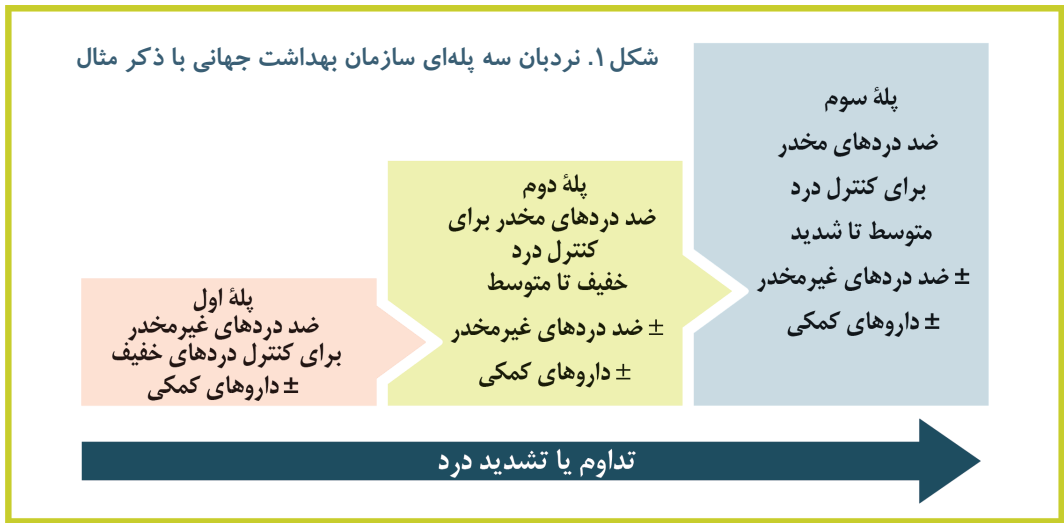 شکل ۱. نردبان سه پله‌ای سازمان بهداشت جهانی با ذکر مثال
پلهٔ اول
ضد دردهای غیرمخدر
برای کنترل دردهای خفیف
± داروهای کمکی
پلهٔ دوم
ضد دردهای مخدر برای
کنترل درد
خفیف تا متوسط
± ضد دردهای غیرمخدر
± داروهای کمکی
پلهٔ سوم
ضد دردهای مخدر
برای کنترل درد
متوسط تا شدید
± ضد دردهای غیرمخدر
± داروهای کمکی
تداوم یا تشدید درد